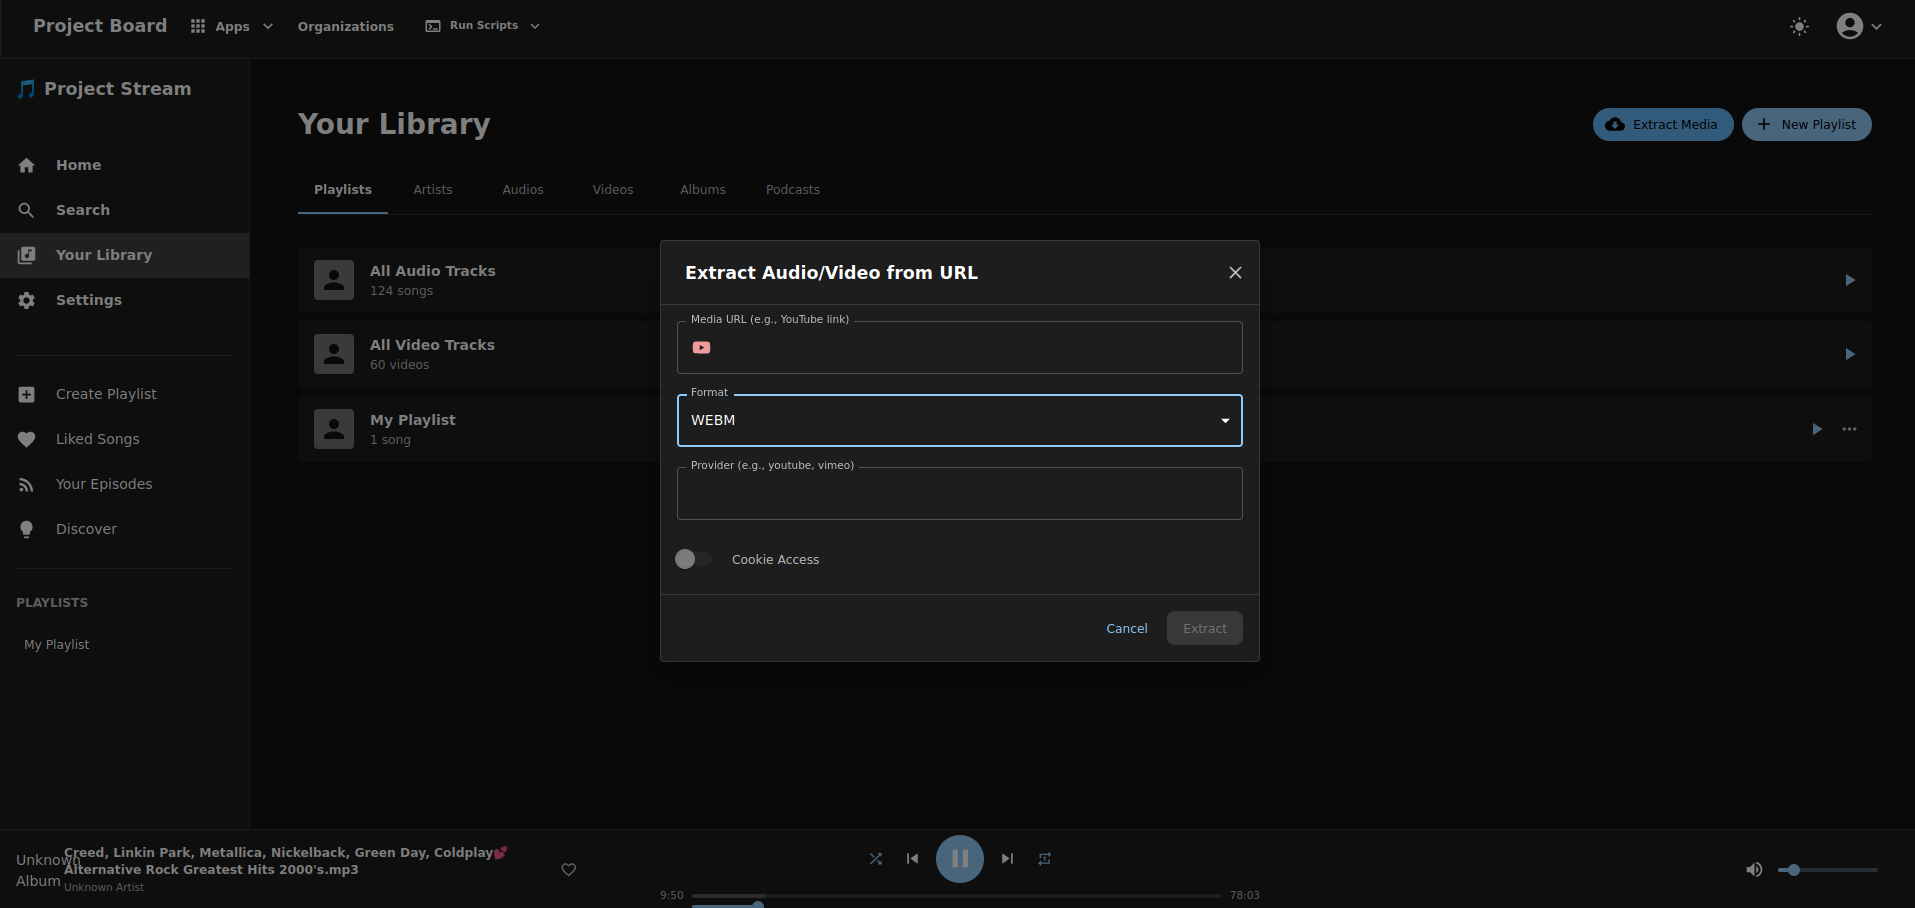 Project Board Apps Organizations Run Scripts
Project Stream
Home
Search
Your Library
Settings
Create Playlist
Liked Songs
Your Episodes
Discover
PLAYLISTS
My Playlist
Your Library
Extract Media New Playlist
Playlists Artists Audios Videos Albums Podcasts
All Audio Tracks
124 songs
All Video Tracks
60 videos
My Playlist
1 song
Extract Audio/Video from URL
Media URL (e.g., YouTube link)
Format
WEBM
Provider (e.g., youtube, vimeo)
Cookie Access
Cancel Extract
Unknown
Album
Creed, Linkin Park, Metallica, Nickelback, Green Day, Coldplay💕
Alternative Rock Greatest Hits 2000's.mp3
Unknown Artist
9:50 78:03